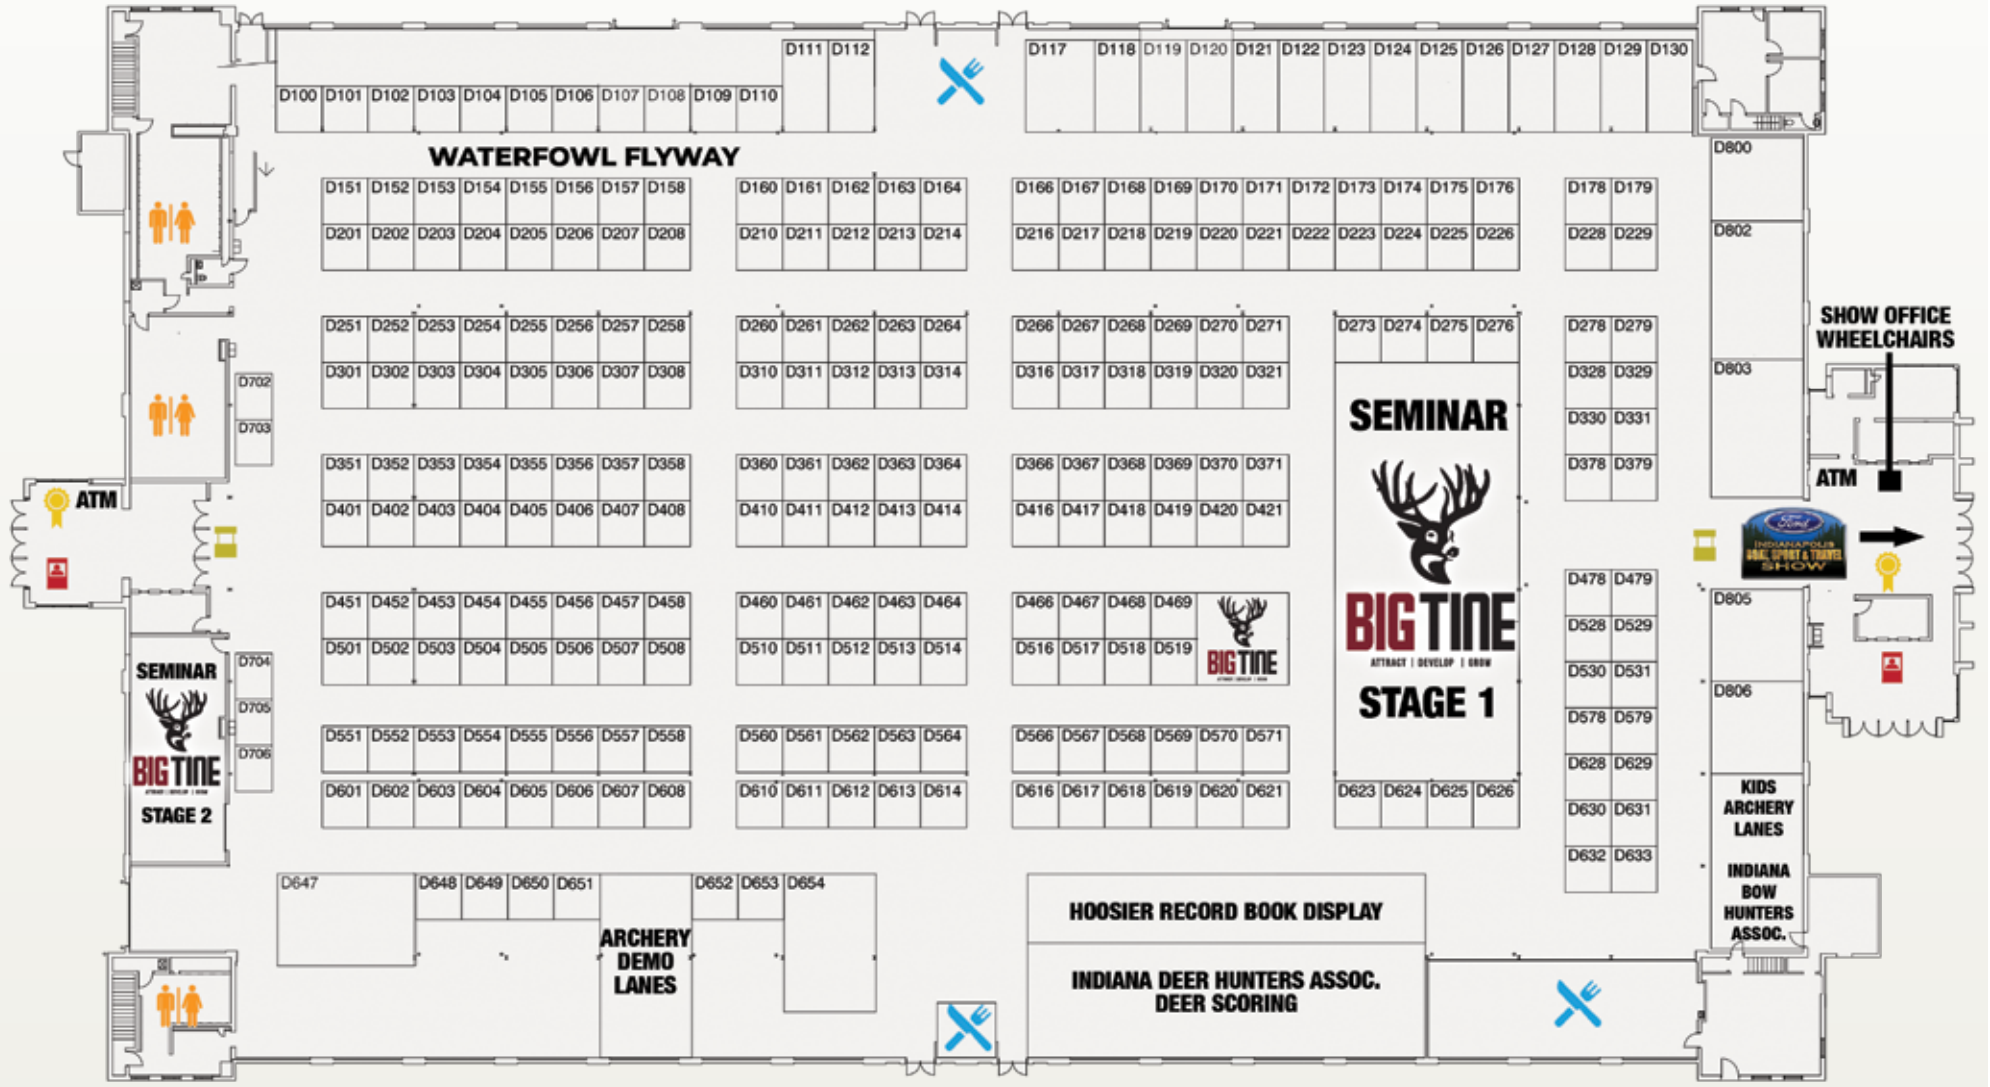 D111 D112
D117 D118 D119 D120 D121 D122 D123 D124 D125 D126 D127 D128 D129 D130
D100 D101 D102 D103 D104 D105 D106 D107 D108 D109 D110
WATERFOWL FLYWAY
D800
D151 D152 D153 D154 D155 D156 D157 D158 D160 D161 D162 D163 D164 D166 D167 D168 D169 D170 D171 D172 D173 D174 D175 D176 D178 D179
D201 D202 D203 D204 D205 D206 D207 D208 D210 D211 D212 D213 D214 D216 D217 D218 D219 D220 D221 D222 D223 D224 D225 D226 D228 D229
D802
SHOW OFFICE
WHEELCHAIRS
D251 D252 D253 D254 D255 D256 D257 D258 D260 D261 D262 D263 D264 D266 D267 D268 D269 D270 D271 D273 D274 D275 D276 D278 D279
D301 D302 D303 D304 D305 D306 D307 D308 D310 D311 D312 D313 D314 D316 D317 D318 D319 D320 D321 D328 D329
D803
D702
D703
SEMINAR
D330 D331
D351 D352 D353 D354 D355 D356 D357 D358 D360 D361 D362 D363 D364 D366 D367 D368 D369 D370 D371 D378 D379
ATM
ATM
D401 D402 D403 D404 D405 D406 D407 D408 D410 D411 D412 D413 D414 D416 D417 D418 D419 D420 D421
Ford
INDIANAPOLIS
BOAT, SPORT & TRAVEL
SHOW
D478 D479
D451 D452 D453 D454 D455 D456 D457 D458 D460 D461 D462 D463 D464 D466 D467 D468 D469
D805
BIG TINE
ATTRACT | DEVELOP | GROW
STAGE 1
D528 D529
D501 D502 D503 D504 D505 D506 D507 D508 D510 D511 D512 D513 D514 D516 D517 D518 D519
BIG TINE
ATTRACT | DEVELOP | GROW
D530 D531
D806
SEMINAR
BIG TINE
ATTRACT | DEVELOP | GROW
STAGE 2
D704
D705
D706
D578 D579
D551 D552 D553 D554 D555 D556 D557 D558 D560 D561 D562 D563 D564 D566 D567 D568 D569 D570 D571
D628 D629
D601 D602 D603 D604 D605 D606 D607 D608 D610 D611 D612 D613 D614 D616 D617 D618 D619 D620 D621 D623 D624 D625 D626
D630 D631
D632 D633
KIDS
ARCHERY
LANES
INDIANA
BOW
HUNTERS
ASSOC.
D647 D648 D649 D650 D651 D652 D653 D654
ARCHERY
DEMO
LANES
HOOSIER RECORD BOOK DISPLAY
INDIANA DEER HUNTERS ASSOC.
DEER SCORING